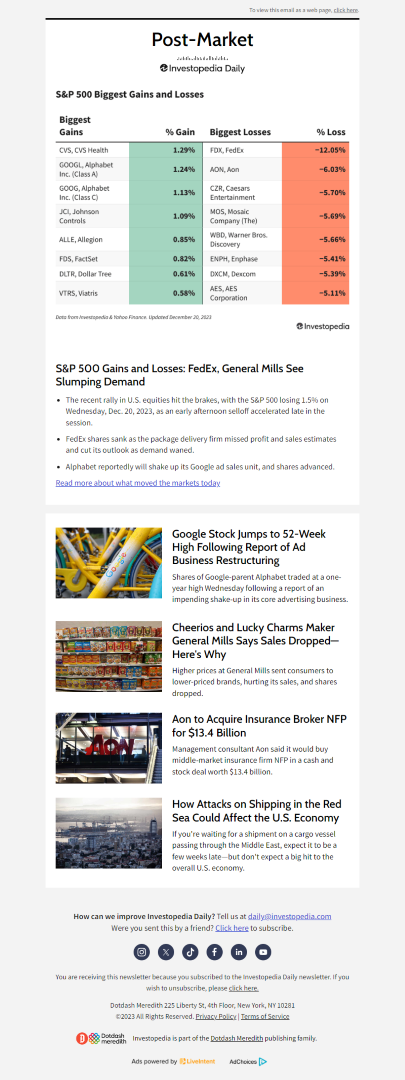 To view this email as a web page, click here.
Post-Market
Investopedia Daily
S&P 500 Biggest Gains and Losses
Biggest Gains % Gain Biggest Losses % Loss
CVS, CVS Health 1.29% FDX, FedEx −12.05%
GOOGL, Alphabet Inc. (Class A) 1.24% AON, Aon −6.03%
GOOG, Alphabet Inc. (Class C) 1.13% CZR, Caesars Entertainment −5.70%
JCI, Johnson Controls 1.09% MOS, Mosaic Company (The) −5.69%
ALLE, Allegion 0.85% WBD, Warner Bros. Discovery −5.66%
FDS, FactSet 0.82% ENPH, Enphase −5.41%
DLTR, Dollar Tree 0.61% DXCM, Dexcom −5.39%
VTRS, Viatris 0.58% AES, AES Corporation −5.11%
Data from Investopedia & Yahoo Finance. Updated December 20, 2023
Investopedia
S&P 500 Gains and Losses: FedEx, General Mills See
Slumping Demand
• The recent rally in U.S. equities hit the brakes, with the S&P 500 losing 1.5% on
Wednesday, Dec. 20, 2023, as an early afternoon selloff accelerated late in the
session.
• FedEx shares sank as the package delivery firm missed profit and sales estimates
and cut its outlook as demand waned.
• Alphabet reportedly will shake up its Google ad sales unit, and shares advanced.
Read more about what moved the markets today
Google Stock Jumps to 52-Week
High Following Report of Ad
Business Restructuring
Shares of Google-parent Alphabet traded at a one-
year high Wednesday following a report of an
impending shake-up in its core advertising business.
Cheerios and Lucky Charms Maker
General Mills Says Sales Dropped—
Here's Why
Higher prices at General Mills sent consumers to
lower-priced brands, hurting its sales, and shares
dropped.
AON
Aon to Acquire Insurance Broker NFP
for $13.4 Billion
Management consultant Aon said it would buy
middle-market insurance firm NFP in a cash and
stock deal worth $13.4 billion.
How Attacks on Shipping in the Red
Sea Could Affect the U.S. Economy
If you're waiting for a shipment on a cargo vessel
passing through the Middle East, expect it to be a
few weeks late—but don't expect a big hit to the
overall U.S. economy.
How can we improve Investopedia Daily? Tell us at daily@investopedia.com
Were you sent this by a friend? Click here to subscribe.
You are receiving this newsletter because you subscribed to the Investopedia Daily newsletter. If you
wish to unsubscribe, please click here.
Dotdash Meredith 225 Liberty St, 4th Floor, New York, NY 10281
©2023 All Rights Reserved. Privacy Policy | Terms of Service
Dotdash meredith Investopedia is part of the Dotdash Meredith publishing family.
Ads powered by LiveIntent AdChoices